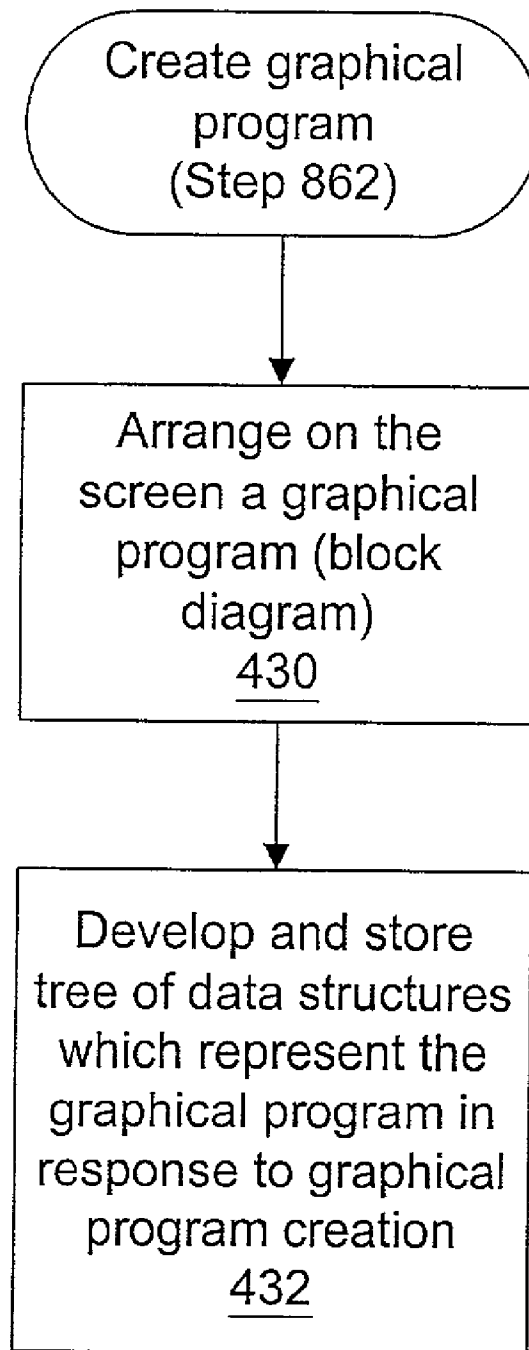 Create graphical
program
(Step 862)
Arrange on the
screen a graphical
program (block
diagram)
430
Develop and store
tree of data structures
which represent the
graphical program in
response to graphical
program creation
432